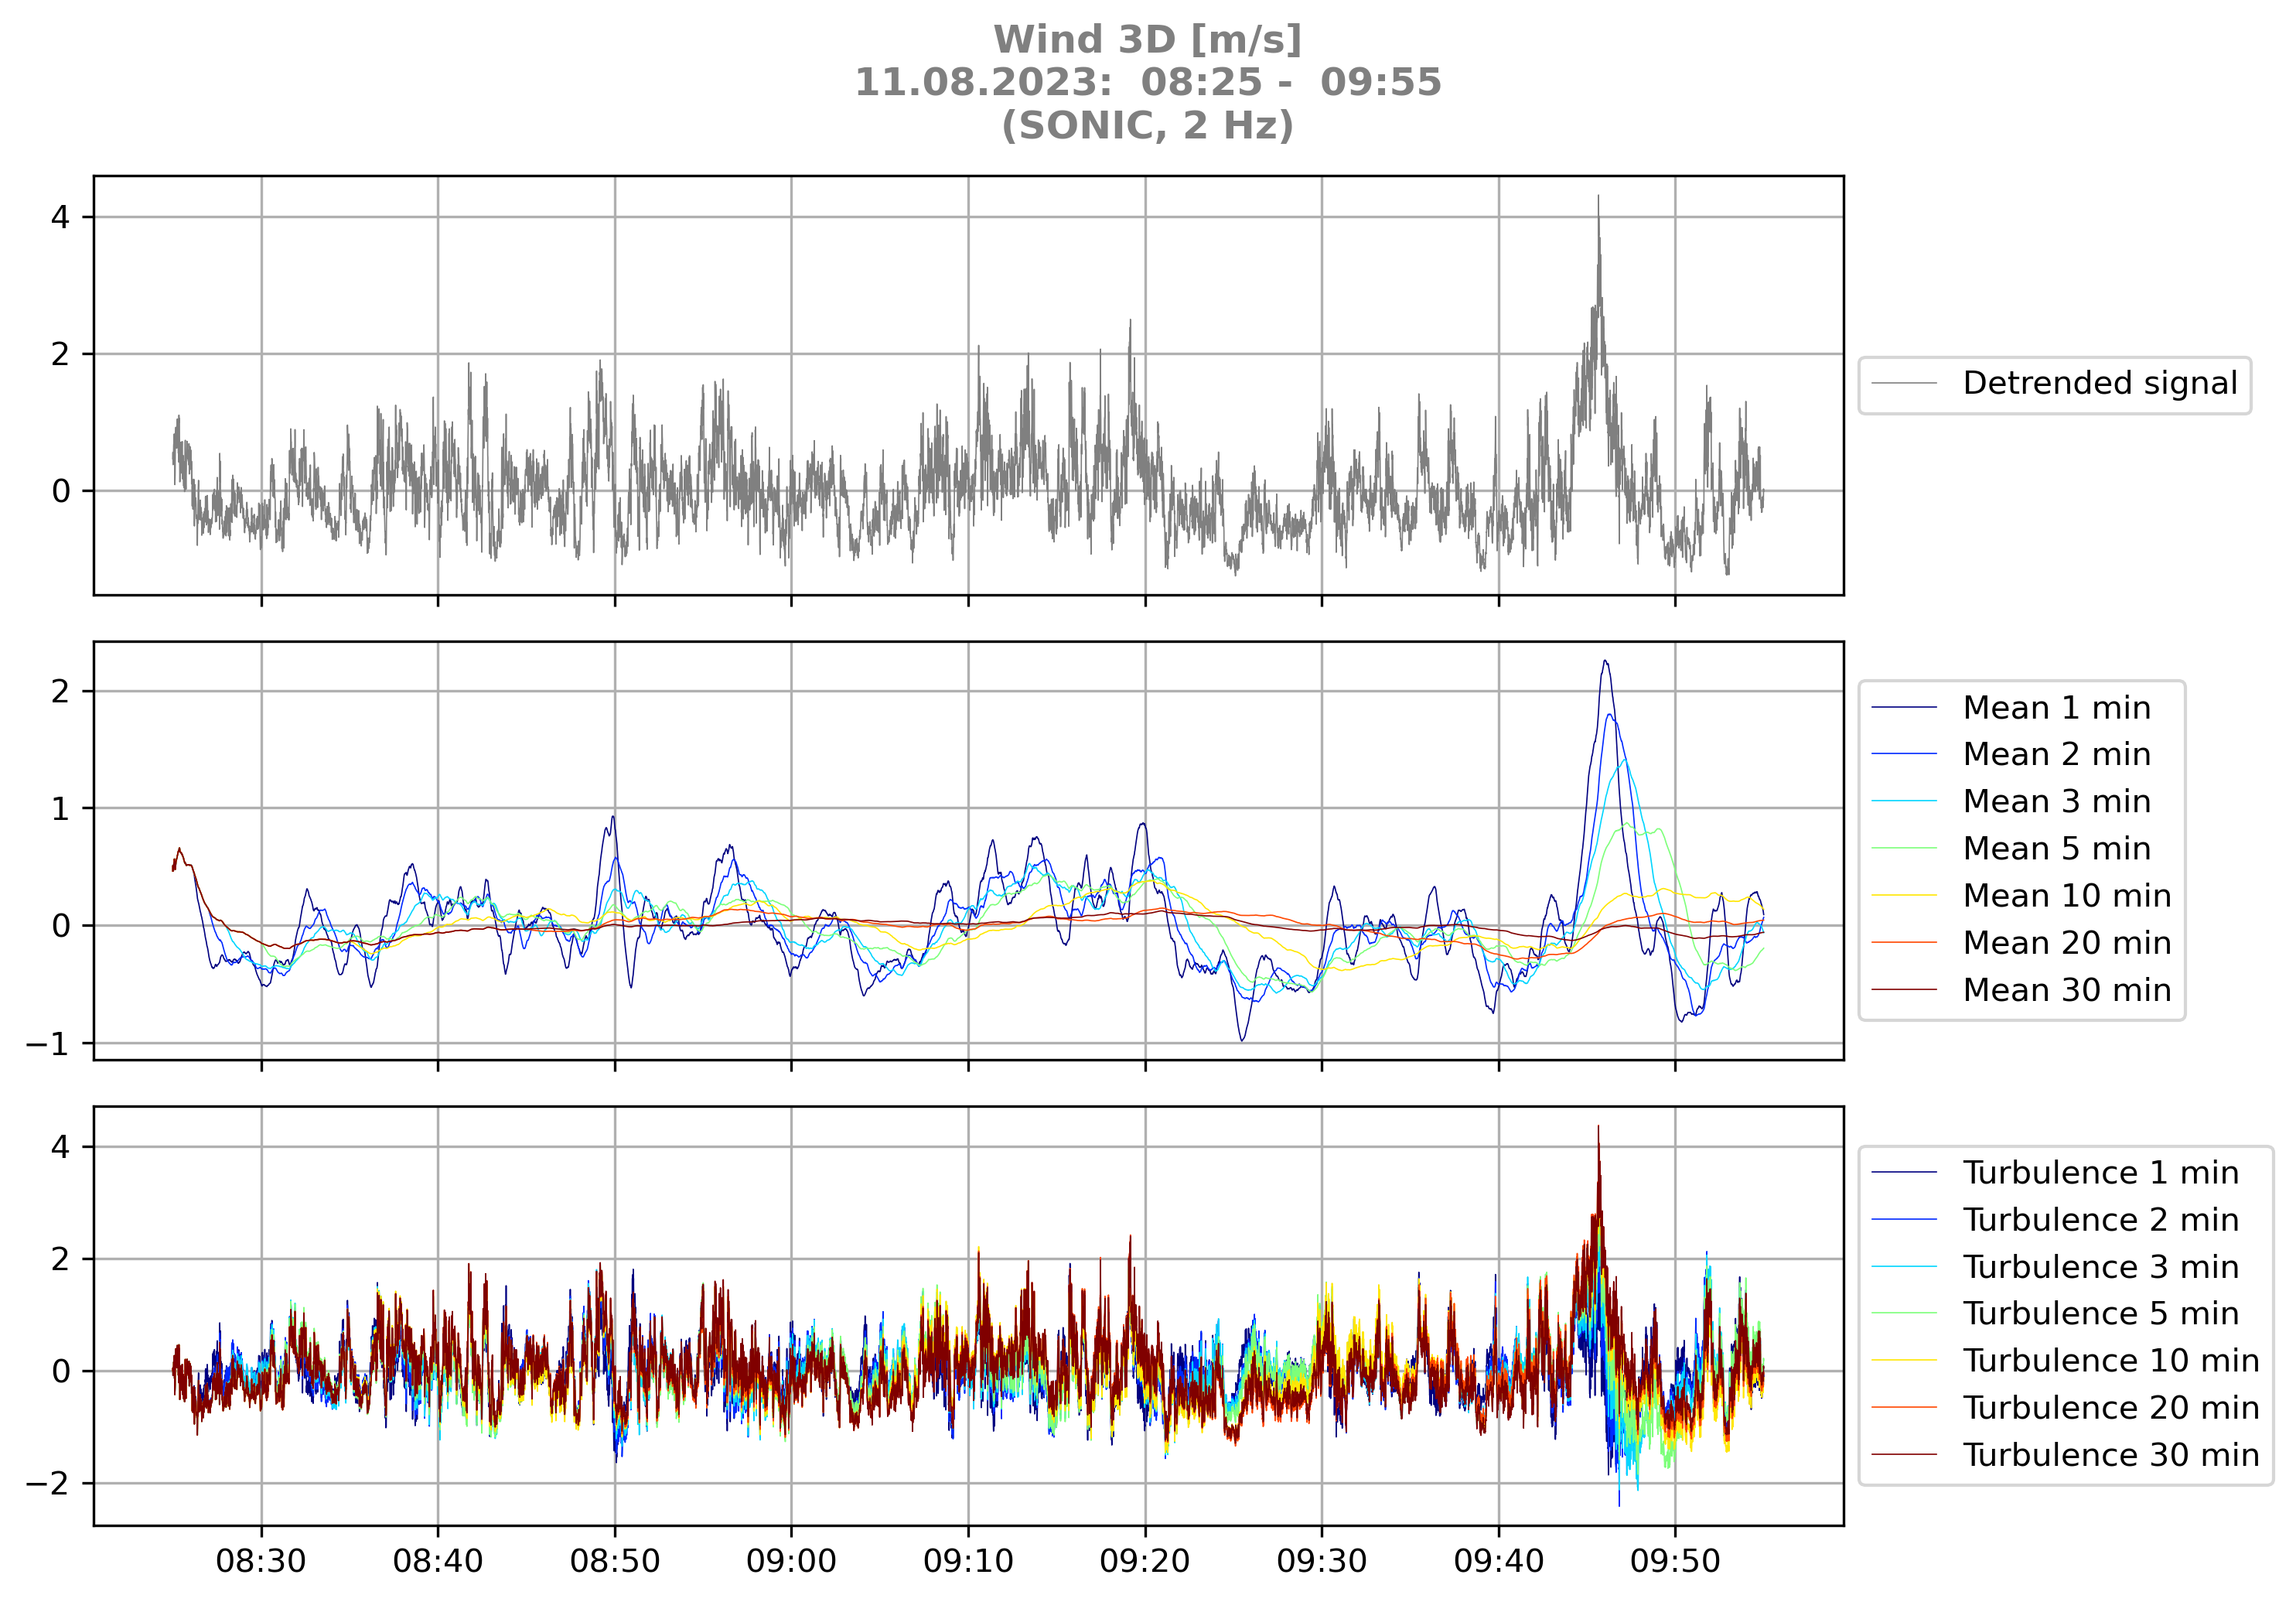 Wind 3D [m/s]
11.08.2023:  08:25 -  09:55
(SONIC, 2 Hz)
4
2
0
Detrended signal
2
1
0
−1
Mean 1 min
Mean 2 min
Mean 3 min
Mean 5 min
Mean 10 min
Mean 20 min
Mean 30 min
4
2
0
−2
Turbulence 1 min
Turbulence 2 min
Turbulence 3 min
Turbulence 5 min
Turbulence 10 min
Turbulence 20 min
Turbulence 30 min
08:30 08:40 08:50 09:00 09:10 09:20 09:30 09:40 09:50